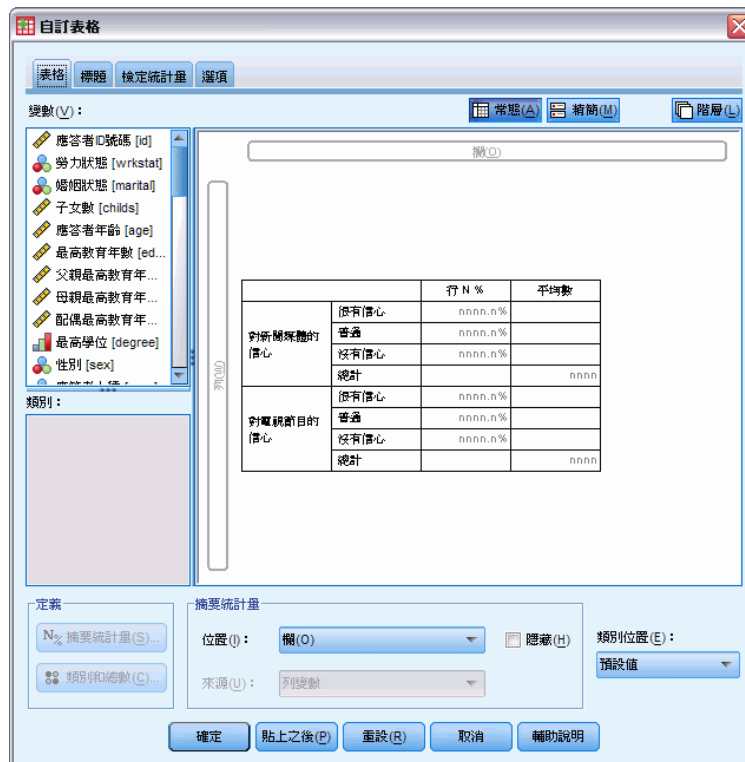 自訂表格
表格 標題 檢定統計量 選項
變數(V):
常態(A) 精簡(M) 階層(L)
應答者ID號碼 [id]
勞力狀態 [wrkstat]
婚姻狀態 [marital]
子女數 [childs]
應答者年齡 [age]
最高教育年數 [ed...
父親最高教育年...
母親最高教育年...
配偶最高教育年...
最高學位 [degree]
性別 [sex]
類別:
欄(O)
列(W)
行 N % 平均數
對新聞媒體的信心
很有信心 nnnn.n%
普通 nnnn.n%
沒有信心 nnnn.n%
總計 nnnn
對電視節目的信心
很有信心 nnnn.n%
普通 nnnn.n%
沒有信心 nnnn.n%
總計 nnnn
定義
N% 摘要統計量(S)...
類別和總數(C)...
摘要統計量
位置(I): 欄(O) 隱藏(H)
來源(U): 列變數
類別位置(E):
預設值
確定 貼上之後(P) 重設(R) 取消 輔助說明